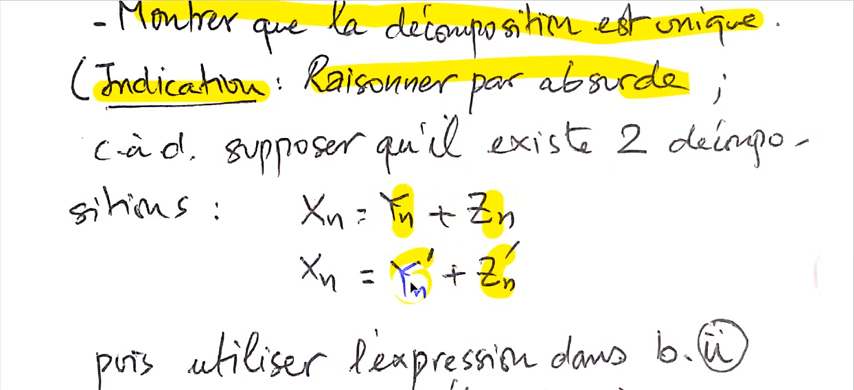 - Montrer que la décomposition est unique.
(Indication : Raisonner par absurde ;
c-à-d. supposer qu'il existe 2 décompo-
sitions : Xn = Yn + Zn
Xn = Y'n + Z'n
puis utiliser l'expression dans b. ii